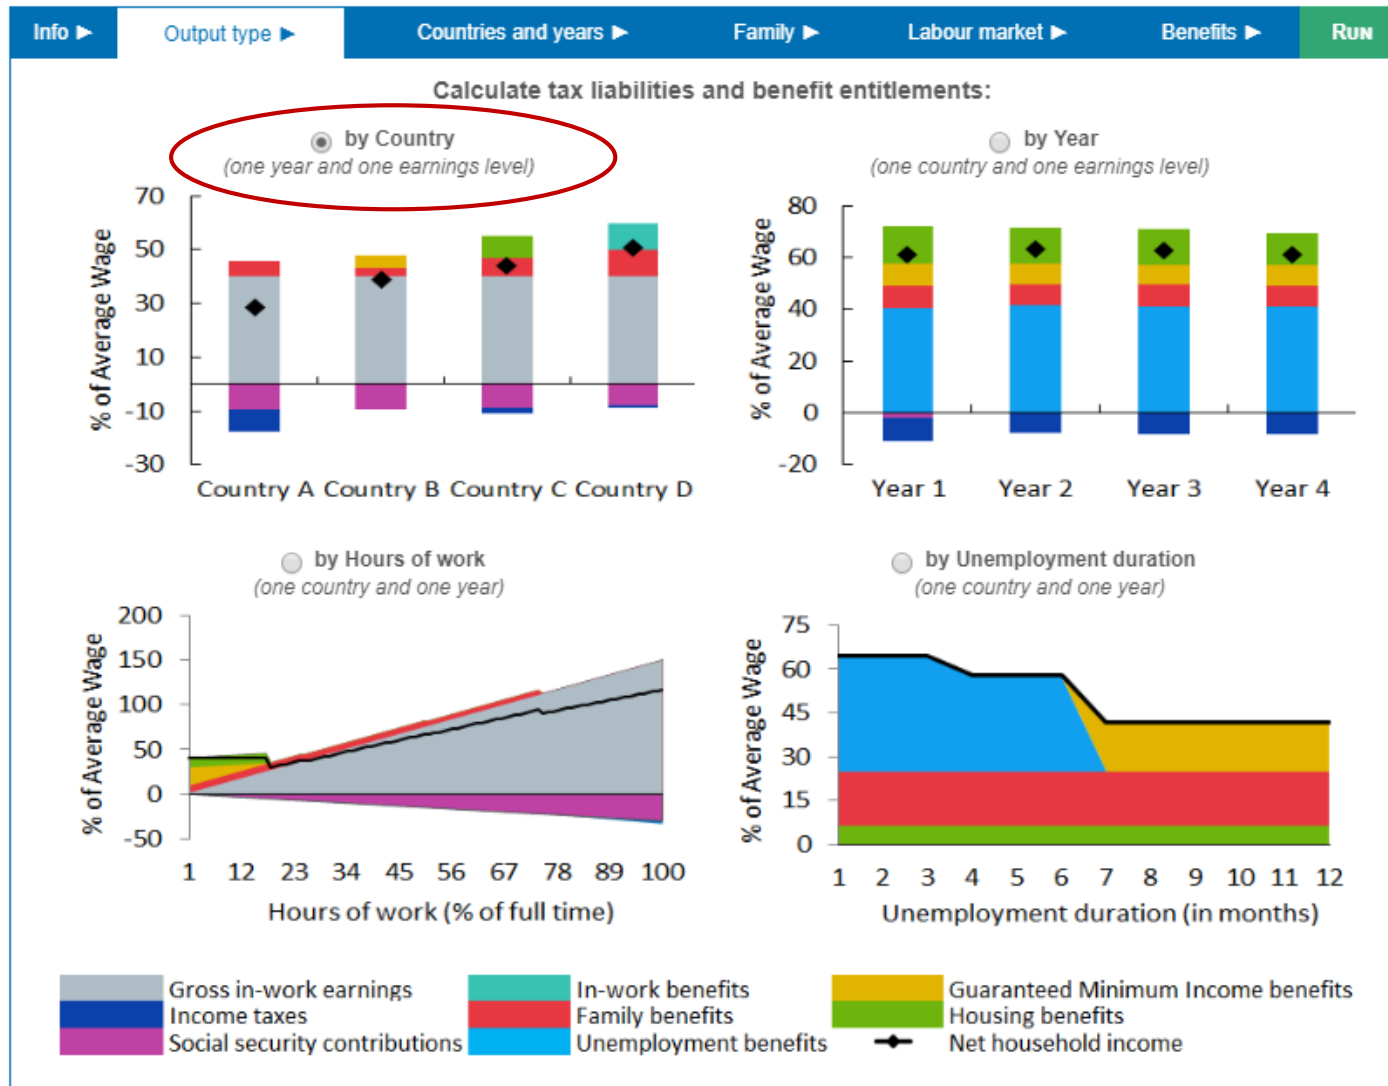 Info ►
Output type ►
Countries and years ►
Family ►
Labour market ►
Benefits ►
RUN
Calculate tax liabilities and benefit entitlements:
by Country
(one year and one earnings level)
% of Average Wage
70
50
30
10
-10
-30
Country A Country B Country C Country D
by Year
(one country and one earnings level)
% of Average Wage
80
60
40
20
0
-20
Year 1 Year 2 Year 3 Year 4
by Hours of work
(one country and one year)
% of Average Wage
200
150
100
50
0
-50
1 12 23 34 45 56 67 78 89 100
Hours of work (% of full time)
by Unemployment duration
(one country and one year)
% of Average Wage
75
60
45
30
15
0
1 2 3 4 5 6 7 8 9 10 11 12
Unemployment duration (in months)
Gross in-work earnings
Income taxes
Social security contributions
In-work benefits
Family benefits
Unemployment benefits
Guaranteed Minimum Income benefits
Housing benefits
Net household income